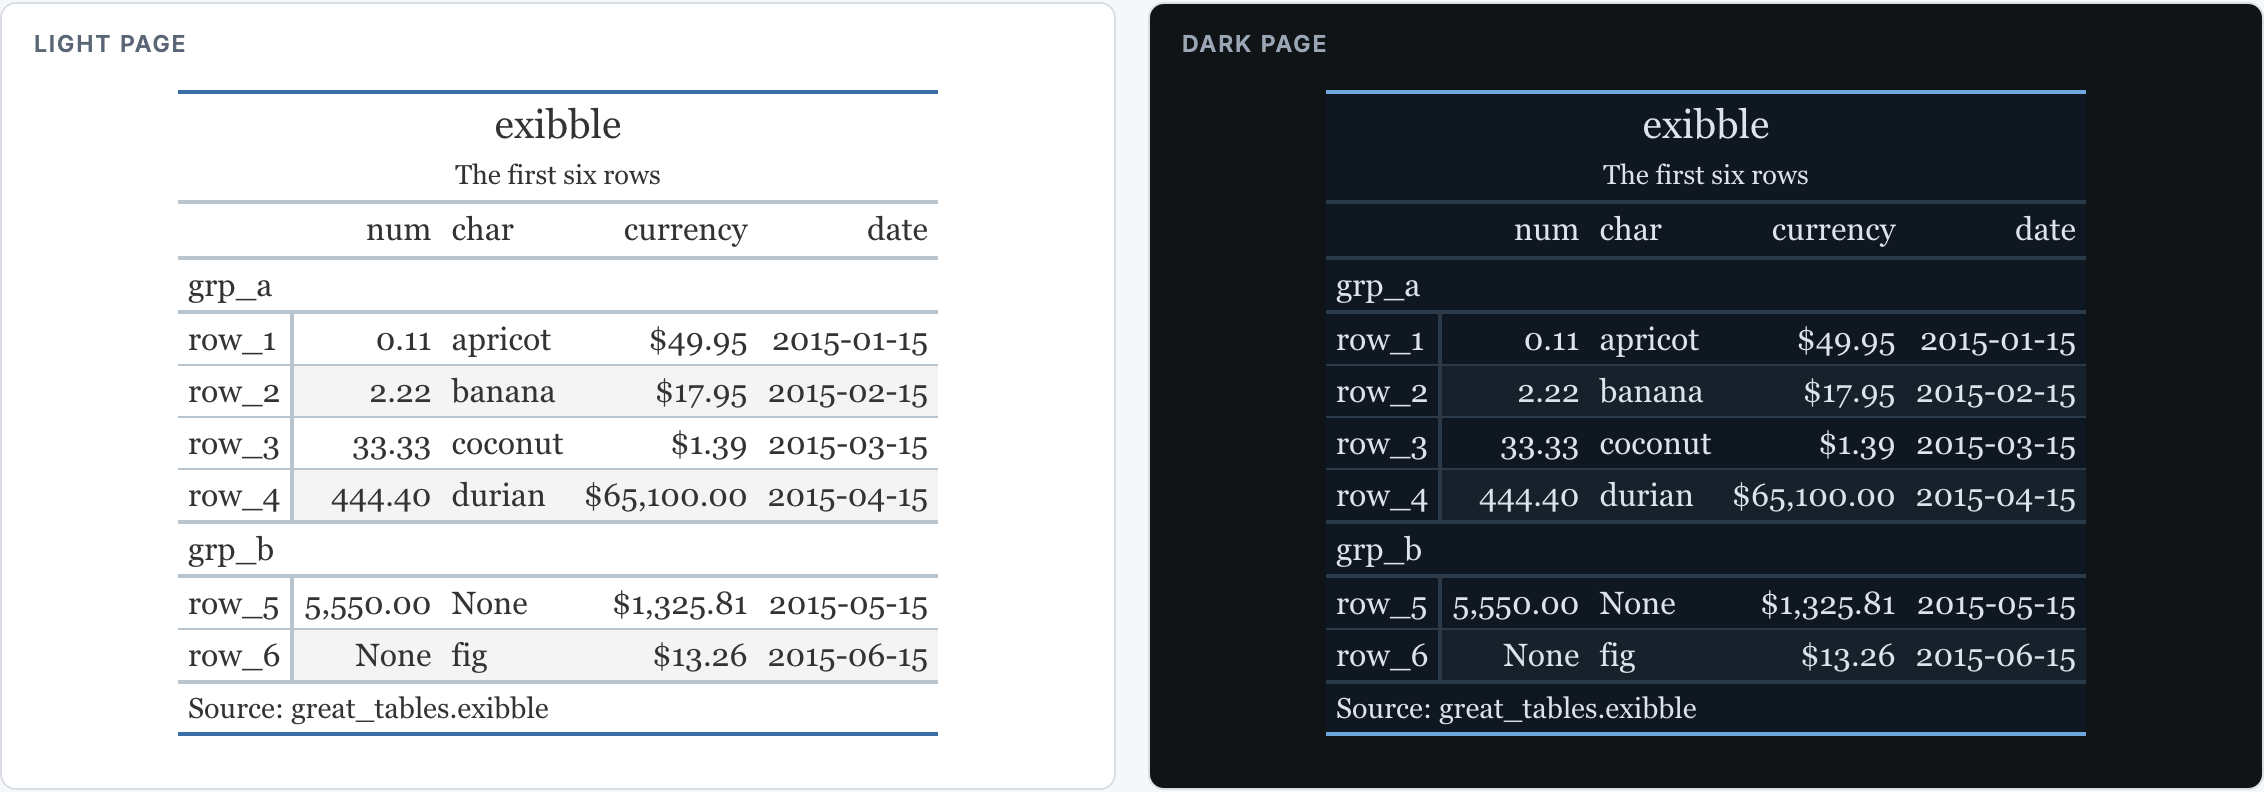 LIGHT PAGE
exibble
The first six rows
num char currency date
grp_a
row_1 0.11 apricot $49.95 2015-01-15
row_2 2.22 banana $17.95 2015-02-15
row_3 33.33 coconut $1.39 2015-03-15
row_4 444.40 durian $65,100.00 2015-04-15
grp_b
row_5 5,550.00 None $1,325.81 2015-05-15
row_6 None fig $13.26 2015-06-15
Source: great_tables.exibble
DARK PAGE
exibble
The first six rows
num char currency date
grp_a
row_1 0.11 apricot $49.95 2015-01-15
row_2 2.22 banana $17.95 2015-02-15
row_3 33.33 coconut $1.39 2015-03-15
row_4 444.40 durian $65,100.00 2015-04-15
grp_b
row_5 5,550.00 None $1,325.81 2015-05-15
row_6 None fig $13.26 2015-06-15
Source: great_tables.exibble